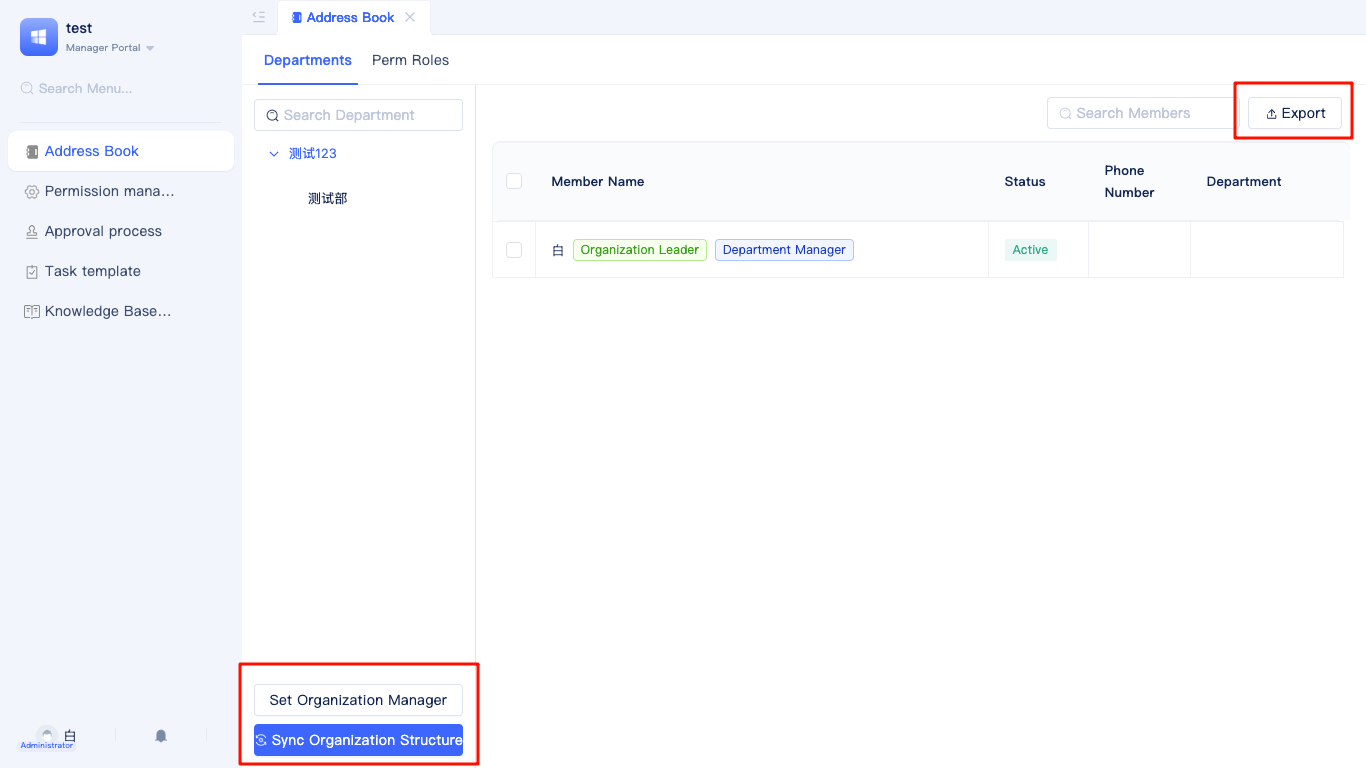 test
Manager Portal
Search Menu...
Address Book
Permission mana...
Approval process
Task template
Knowledge Base...
白
Administrator
Address Book
Departments
Perm Roles
Search Department
测试123
测试部
Set Organization Manager
Sync Organization Structure
Search Members
Export
Member Name
Status
Phone
Number
Department
白
Organization Leader
Department Manager
Active